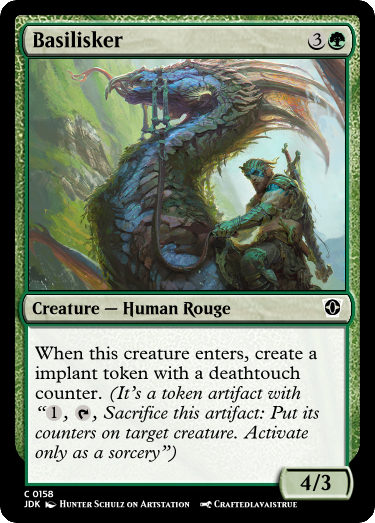 Basilisker 3
Creature — Human Rouge
When this creature enters, create a
implant token with a deathtouch
counter. (It's a token artifact with
"1, , Sacrifice this artifact: Put its
counters on target creature. Activate
only as a sorcery")
4/3
C 0158
JDK Hunter Schulz on Artstation Craftedlavaistrue